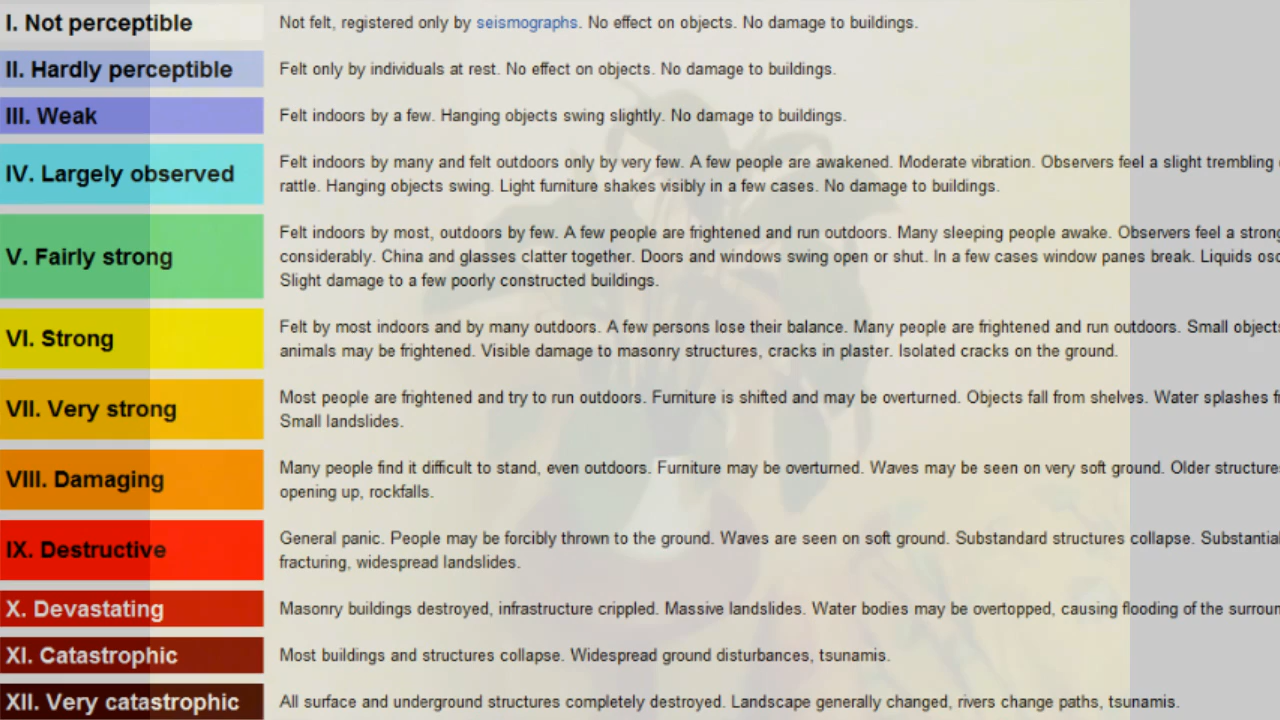 I. Not perceptible
Not felt, registered only by seismographs. No effect on objects. No damage to buildings.
II. Hardly perceptible
Felt only by individuals at rest. No effect on objects. No damage to buildings.
III. Weak
Felt indoors by a few. Hanging objects swing slightly. No damage to buildings.
IV. Largely observed
Felt indoors by many and felt outdoors only by very few. A few people are awakened. Moderate vibration. Observers feel a slight trembling
rattle. Hanging objects swing. Light furniture shakes visibly in a few cases. No damage to buildings.
V. Fairly strong
Felt indoors by most, outdoors by few. A few people are frightened and run outdoors. Many sleeping people awake. Observers feel a strong
considerably. China and glasses clatter together. Doors and windows swing open or shut. In a few cases window panes break. Liquids osc
Slight damage to a few poorly constructed buildings.
VI. Strong
Felt by most indoors and by many outdoors. A few persons lose their balance. Many people are frightened and run outdoors. Small objects
animals may be frightened. Visible damage to masonry structures, cracks in plaster. Isolated cracks on the ground.
VII. Very strong
Most people are frightened and try to run outdoors. Furniture is shifted and may be overturned. Objects fall from shelves. Water splashes fr
Small landslides.
VIII. Damaging
Many people find it difficult to stand, even outdoors. Furniture may be overturned. Waves may be seen on very soft ground. Older structures
opening up, rockfalls.
IX. Destructive
General panic. People may be forcibly thrown to the ground. Waves are seen on soft ground. Substandard structures collapse. Substantial
fracturing, widespread landslides.
X. Devastating
Masonry buildings destroyed, infrastructure crippled. Massive landslides. Water bodies may be overtopped, causing flooding of the surroun
XI. Catastrophic
Most buildings and structures collapse. Widespread ground disturbances, tsunamis.
XII. Very catastrophic
All surface and underground structures completely destroyed. Landscape generally changed, rivers change paths, tsunamis.